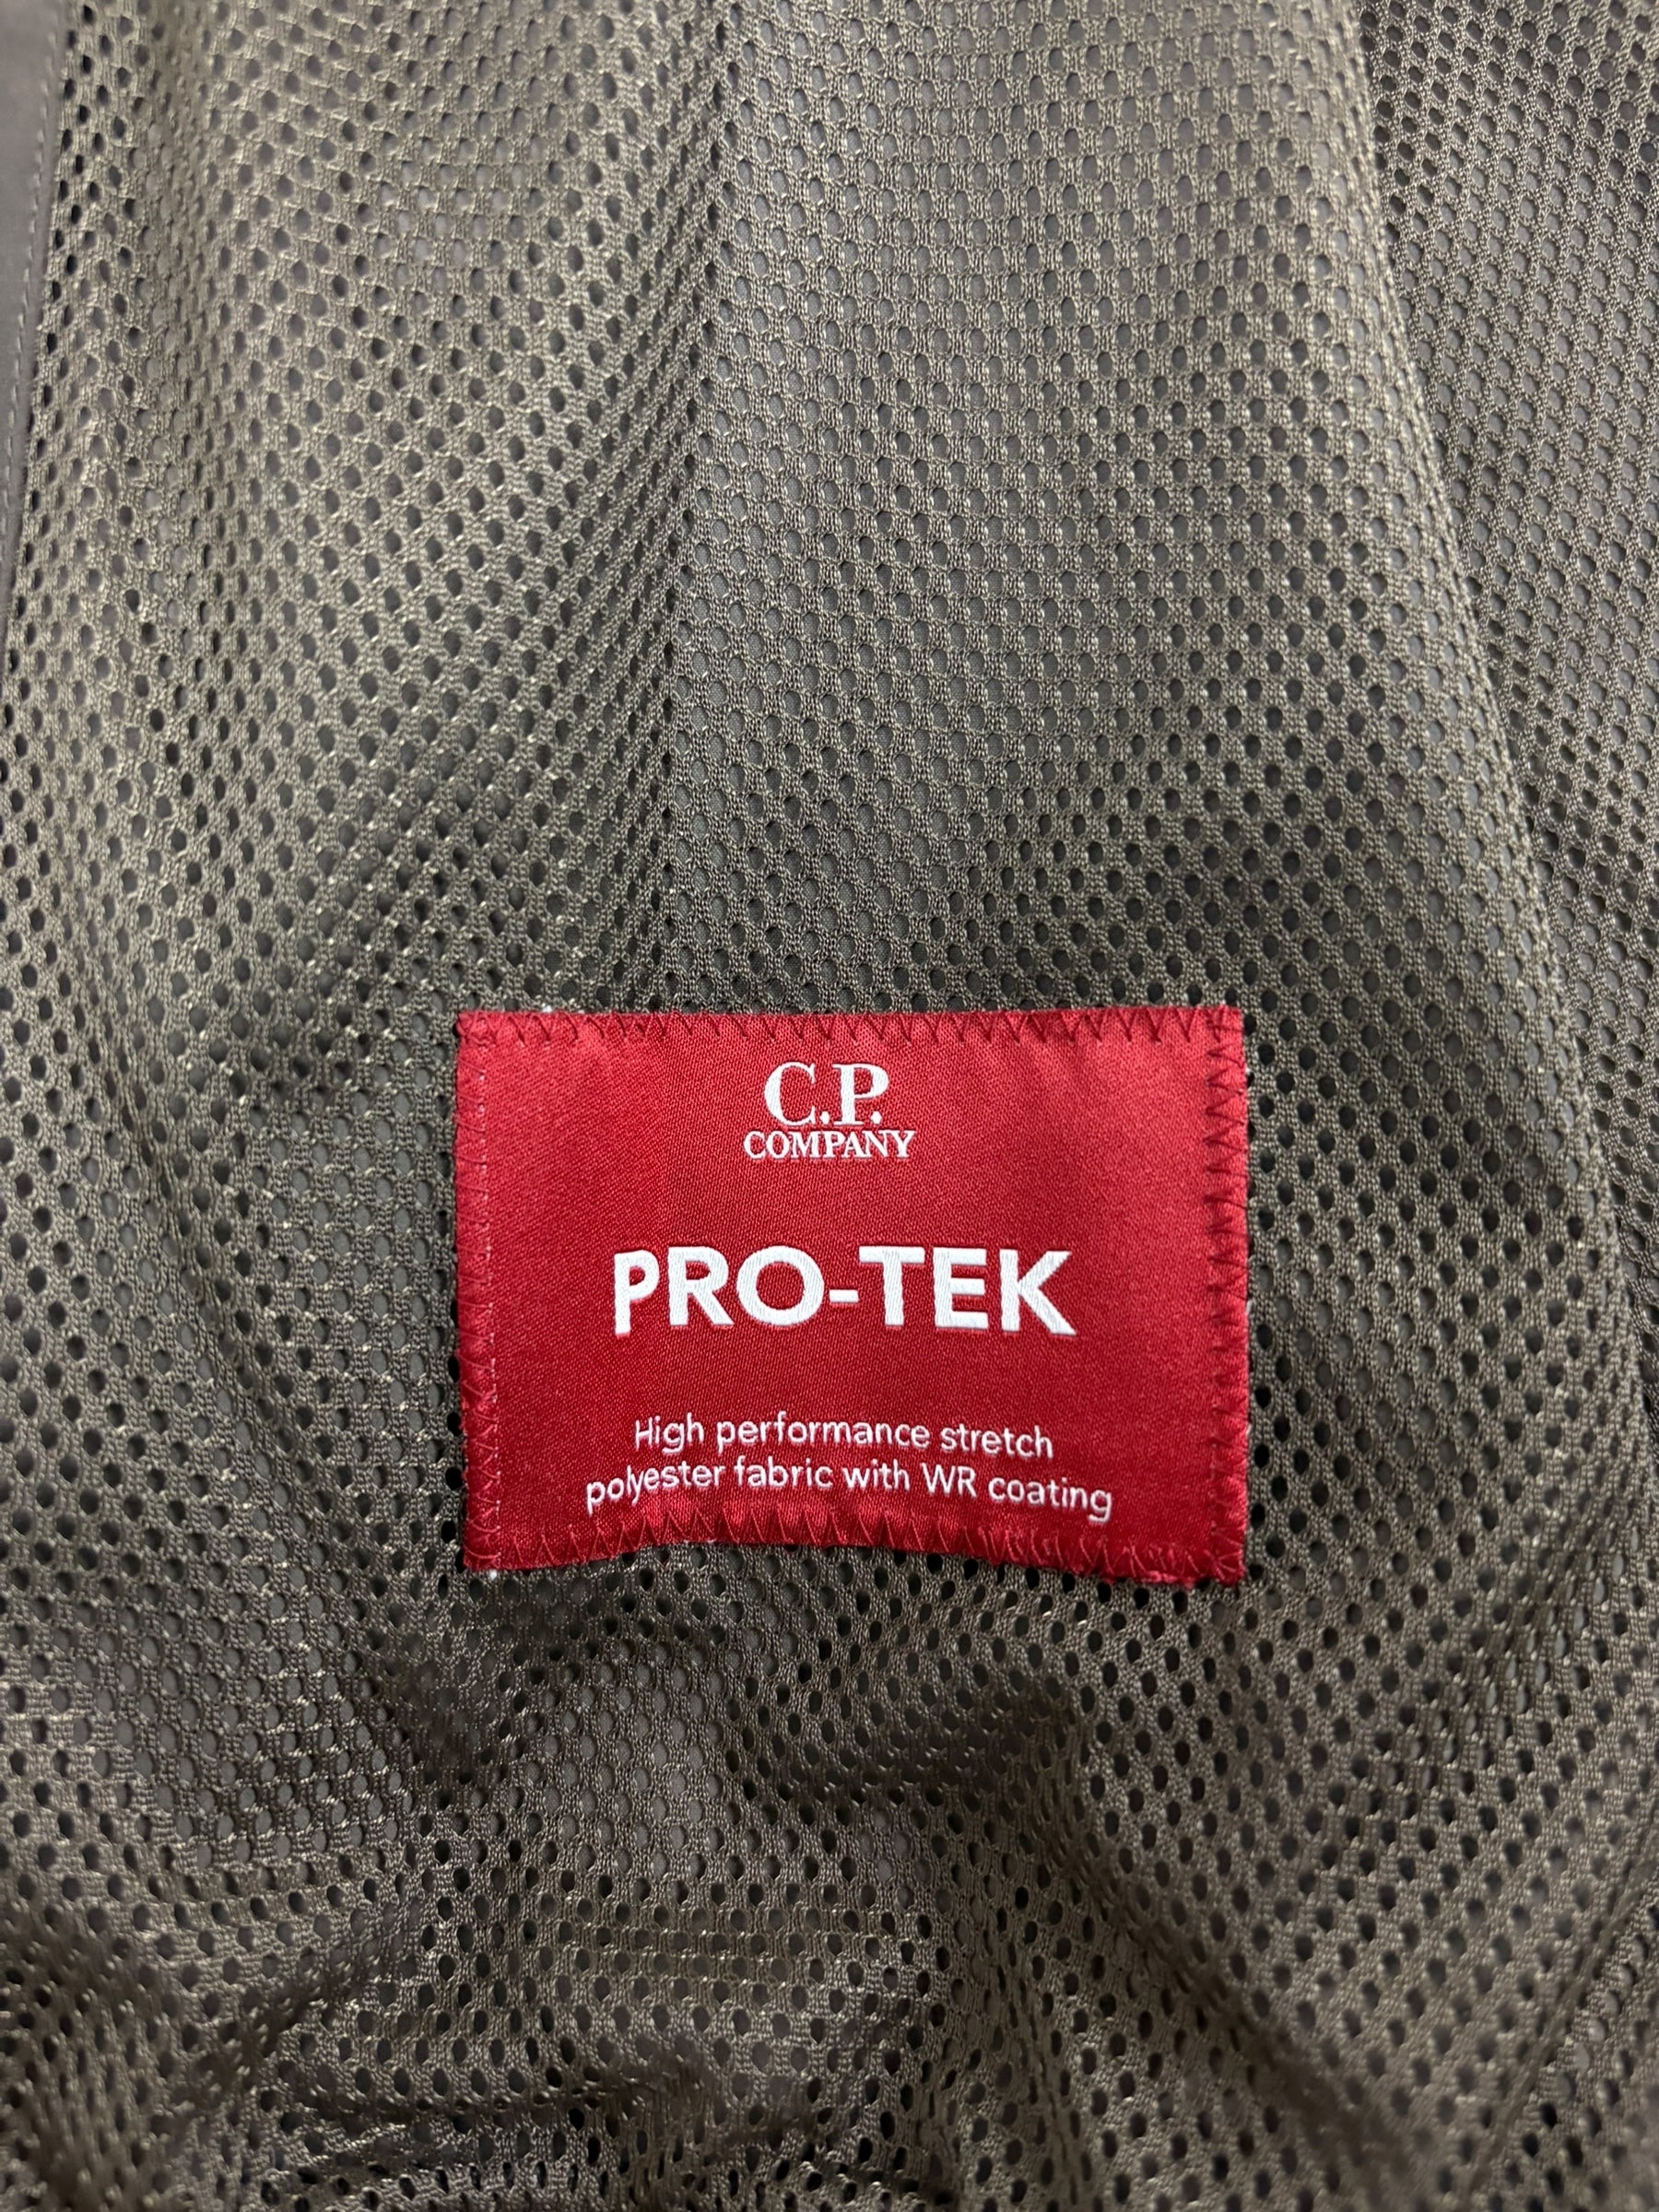 C.P.
COMPANY
PRO-TEK
High performance stretch
polyester fabric with WR coating